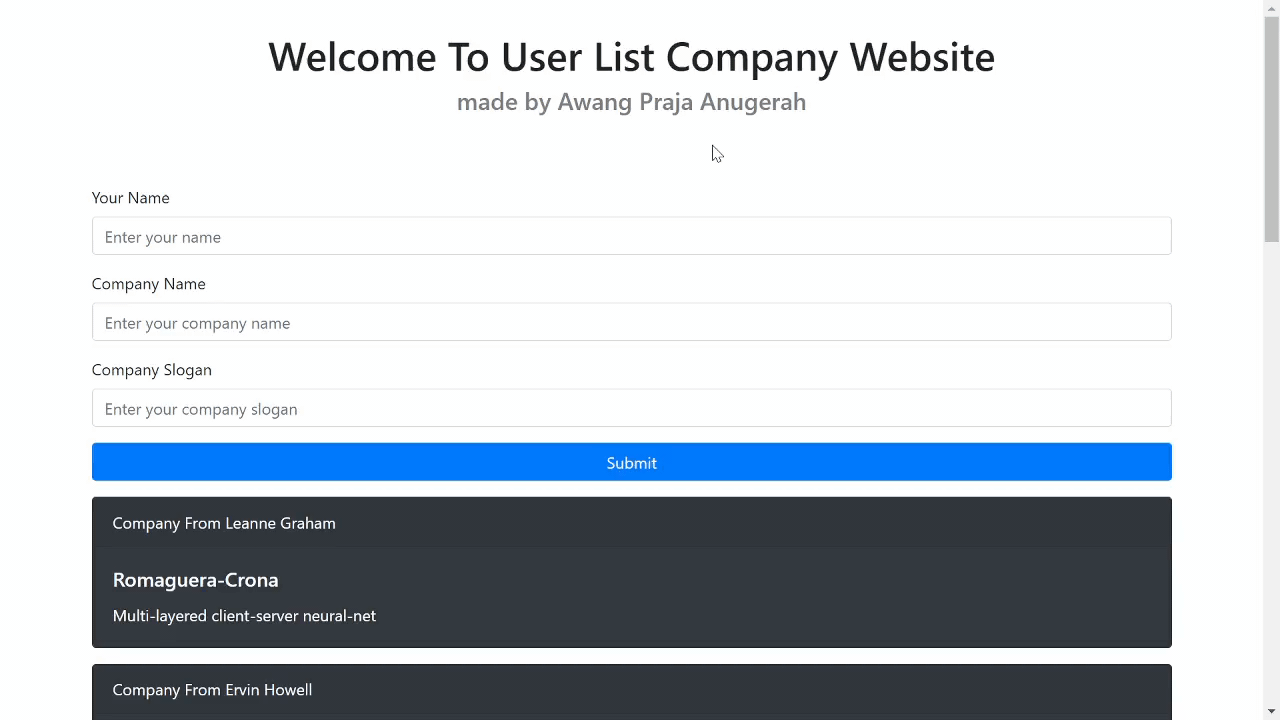 Welcome To User List Company Website
made by Awang Praja Anugerah
Your Name
Enter your name
Company Name
Enter your company name
Company Slogan
Enter your company slogan
Submit
Company From Leanne Graham
Romaguera-Crona
Multi-layered client-server neural-net
Company From Ervin Howell